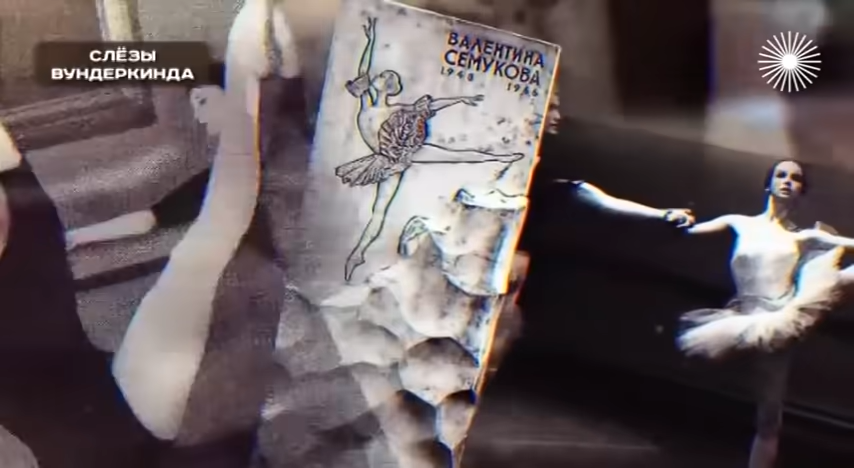 СЛЁЗЫ
ВУНДЕРКИНДА
ВАЛЕНТИНА
СЕМУКОВА
1948 1966